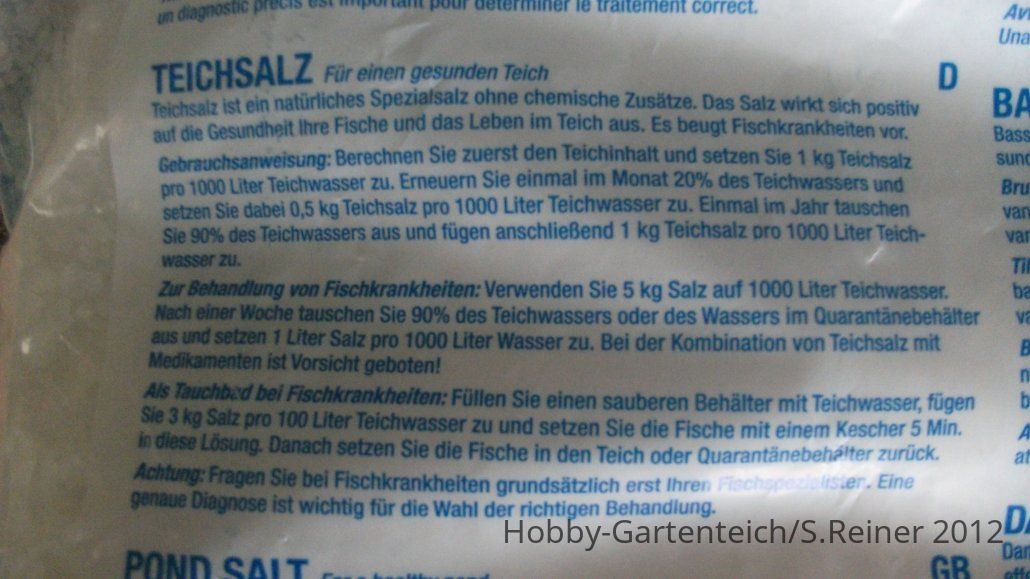 un diagnostic précis est important pour déterminer le traitement correct.
TEICHSALZ Für einen gesunden Teich D
Teichsalz ist ein natürliches Spezialsalz ohne chemische Zusätze. Das Salz wirkt sich positiv
auf die Gesundheit Ihre Fische und das Leben im Teich aus. Es beugt Fischkrankheiten vor.
Gebrauchsanweisung: Berechnen Sie zuerst den Teichinhalt und setzen Sie 1 kg Teichsalz
pro 1000 Liter Teichwasser zu. Erneuern Sie einmal im Monat 20% des Teichwassers und
setzen Sie dabei 0,5 kg Teichsalz pro 1000 Liter Teichwasser zu. Einmal im Jahr tauschen
Sie 90% des Teichwassers aus und fügen anschließend 1 kg Teichsalz pro 1000 Liter Teich-
wasser zu.
Zur Behandlung von Fischkrankheiten: Verwenden Sie 5 kg Salz auf 1000 Liter Teichwasser.
Nach einer Woche tauschen Sie 90% des Teichwassers oder des Wassers im Quarantänebehälter
aus und setzen 1 Liter Salz pro 1000 Liter Wasser zu. Bei der Kombination von Teichsalz mit
Medikamenten ist Vorsicht geboten!
Als Tauchbad bei Fischkrankheiten: Füllen Sie einen sauberen Behälter mit Teichwasser, fügen
Sie 3 kg Salz pro 100 Liter Teichwasser zu und setzen Sie die Fische mit einem Kescher 5 Min.
in diese Lösung. Danach setzen Sie die Fische in den Teich oder Quarantänebehälter zurück.
Achtung: Fragen Sie bei Fischkrankheiten grundsätzlich erst Ihren Fischspezialisten. Eine
genaue Diagnose ist wichtig für die Wahl der richtigen Behandlung.
Hobby-Gartenteich/S.Reiner 2012
POND SALT For a healthy pond GB